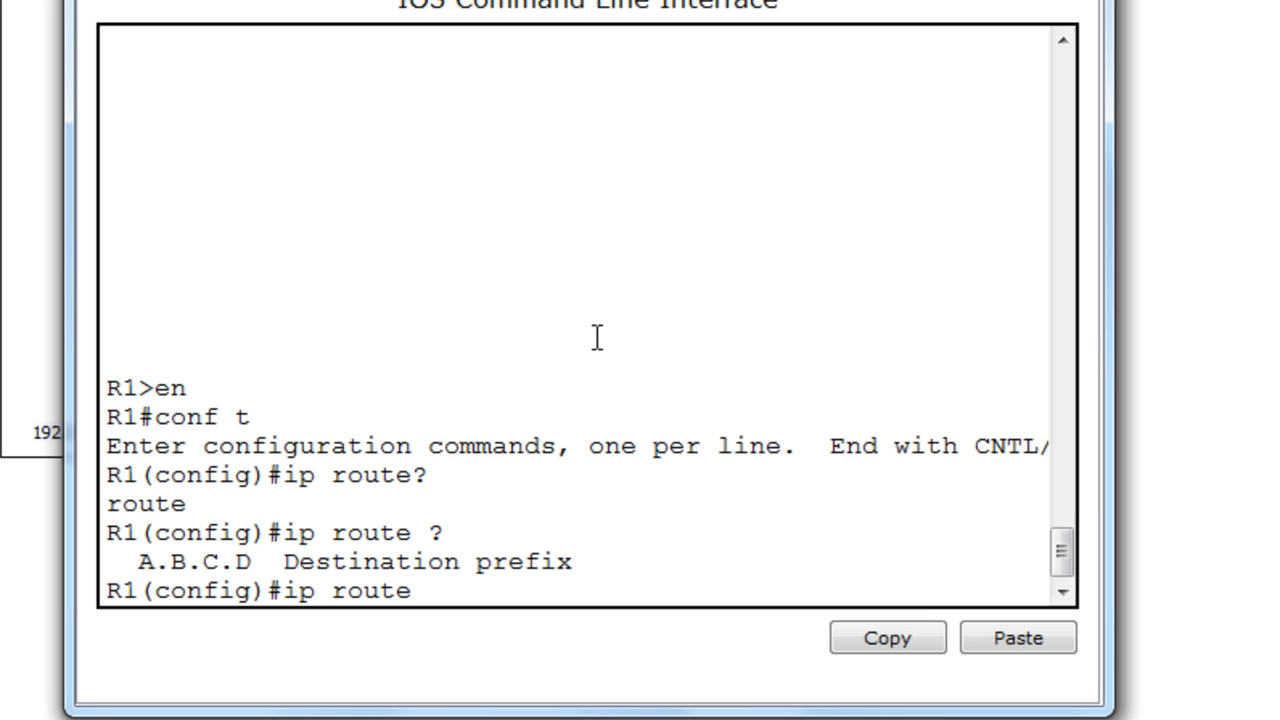 IOS Command Line Interface
R1>en
R1#conf t
Enter configuration commands, one per line.  End with CNTL/
R1(config)#ip route?
route
R1(config)#ip route ?
  A.B.C.D  Destination prefix
R1(config)#ip route
192
Copy
Paste